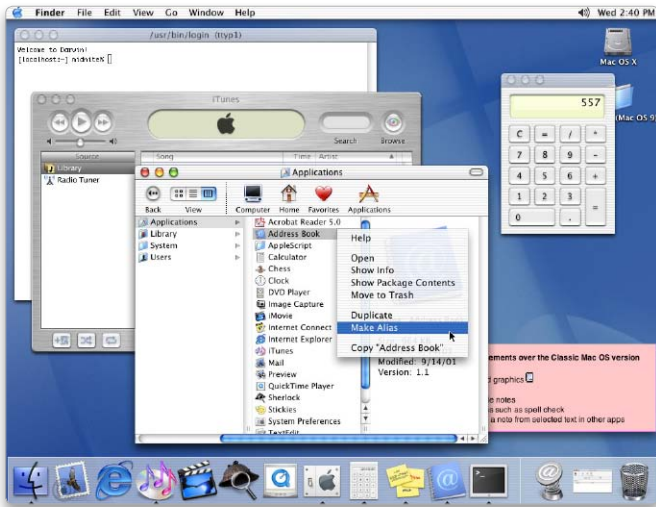 Finder File Edit View Go Window Help
Wed 2:40 PM
/usr/bin/login (ttyp1)
Welcome to Darwin!
[localhost:~] midnite%
Mac OS X
(Mac OS 9)
557
C = / *
7 8 9 -
4 5 6 +
1 2 3 =
0 .
iTunes
Search Browse
Source Song Time Artist
Library
Radio Tuner
Applications
Back View Computer Home Favorites Applications
Applications
Library
System
Users
Acrobat Reader 5.0
Address Book
AppleScript
Calculator
Chess
Clock
DVD Player
Image Capture
iMovie
Internet Connect
Internet Explorer
iTunes
Mail
Preview
QuickTime Player
Sherlock
Stickies
System Preferences
TextEdit
Help
Open
Show Info
Show Package Contents
Move to Trash
Duplicate
Make Alias
Copy "Address Book"
Modified: 9/14/01
Version: 1.1
ements over the Classic Mac OS version
graphics
notes
such as spell check
a note from selected text in other apps